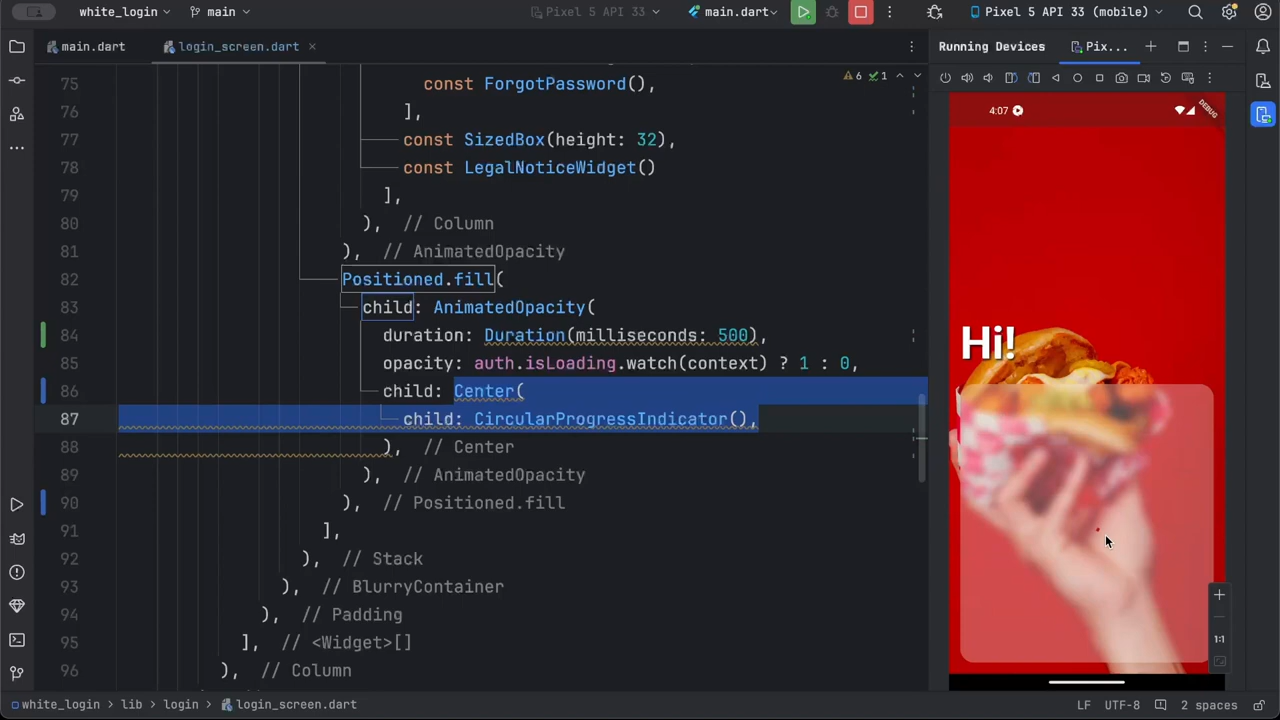 white_login
main
Pixel 5 API 33
main.dart
Pixel 5 API 33 (mobile)
main.dart
login_screen.dart
Running Devices
Pix...
6
1
75
const ForgotPassword(),
76
],
77
const SizedBox(height: 32),
78
const LegalNoticeWidget()
79
],
80
), // Column
81
), // AnimatedOpacity
82
Positioned.fill(
83
child: AnimatedOpacity(
84
duration: Duration(milliseconds: 500),
85
opacity: auth.isLoading.watch(context) ? 1 : 0,
86
child: Center(
87
child: CircularProgressIndicator(),
88
), // Center
89
), // AnimatedOpacity
90
), // Positioned.fill
91
],
92
), // Stack
93
), // BlurryContainer
94
), // Padding
95
], // <Widget>[]
96
), // Column
4:07
DEBUG
Hi!
1:1
white_login
lib
login
login_screen.dart
LF
UTF-8
2 spaces